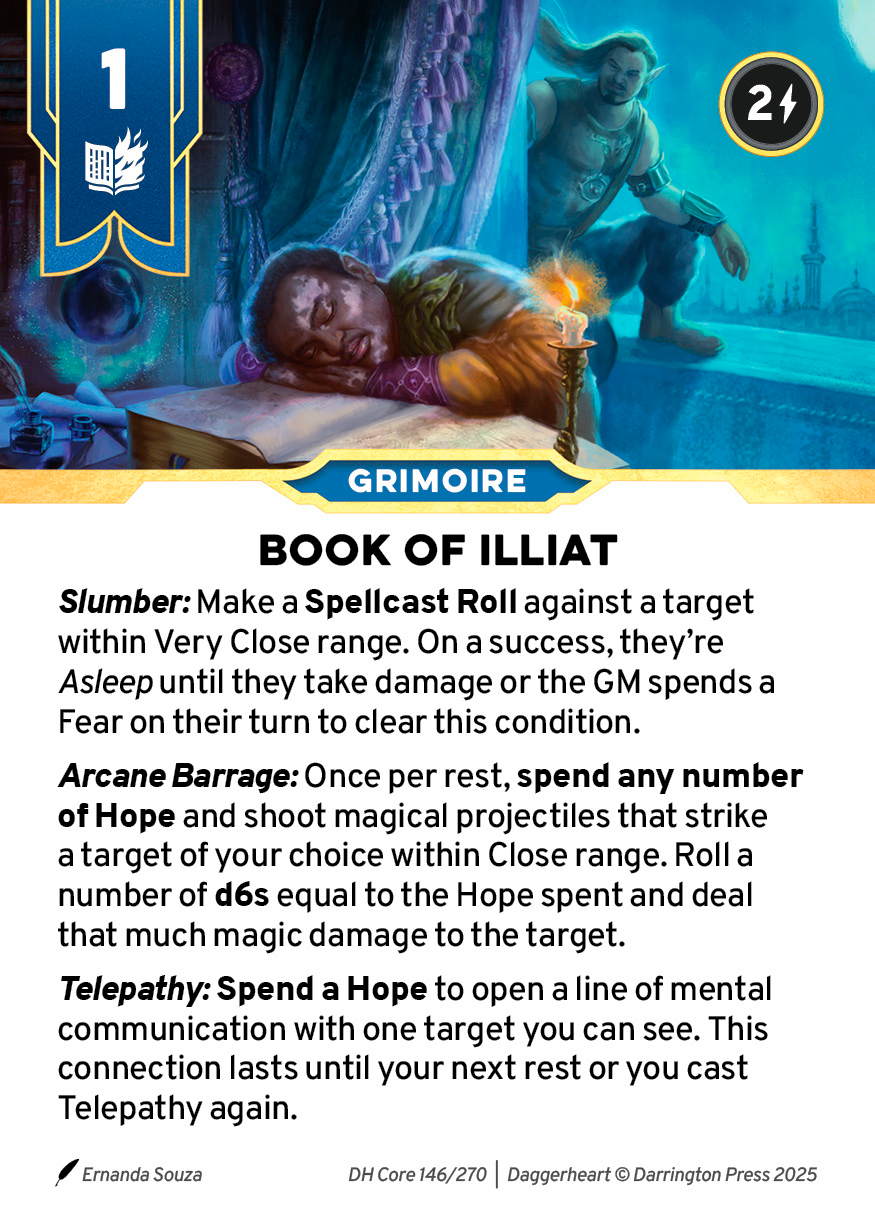 1
2
GRIMOIRE
BOOK OF ILLIAT
Slumber: Make a Spellcast Roll against a target
within Very Close range. On a success, they’re
Asleep until they take damage or the GM spends a
Fear on their turn to clear this condition.
Arcane Barrage: Once per rest, spend any number
of Hope and shoot magical projectiles that strike
a target of your choice within Close range. Roll a
number of d6s equal to the Hope spent and deal
that much magic damage to the target.
Telepathy: Spend a Hope to open a line of mental
communication with one target you can see. This
connection lasts until your next rest or you cast
Telepathy again.
Ernanda Souza
DH Core 146/270 | Daggerheart © Darrington Press 2025